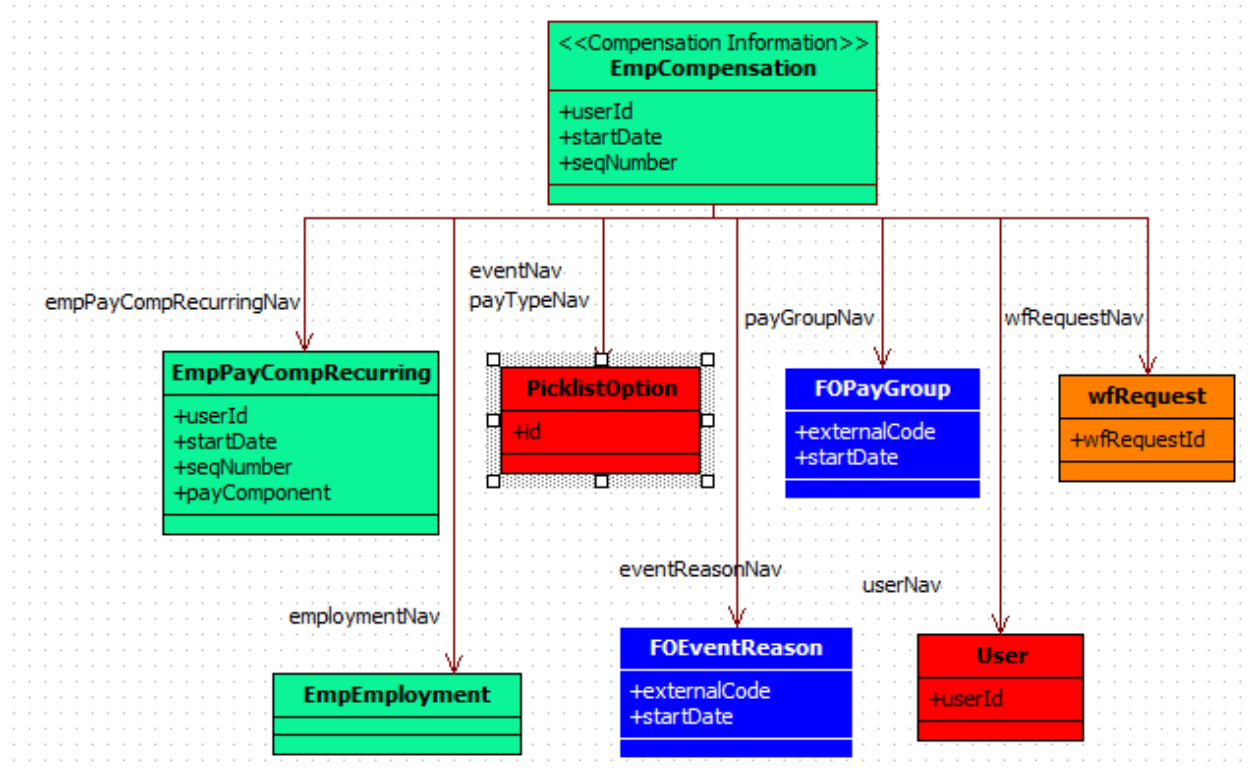 <<Compensation Information>>
EmpCompensation
+userId
+startDate
+seqNumber
eventNav
payTypeNav
empPayCompRecurringNav
payGroupNav
wfRequestNav
EmpPayCompRecurring
+userId
+startDate
+seqNumber
+payComponent
PicklistOption
+id
FOPayGroup
+externalCode
+startDate
wfRequest
+wfRequestId
eventReasonNav
userNav
employmentNav
EmpEmployment
FOEventReason
+externalCode
+startDate
User
+userId